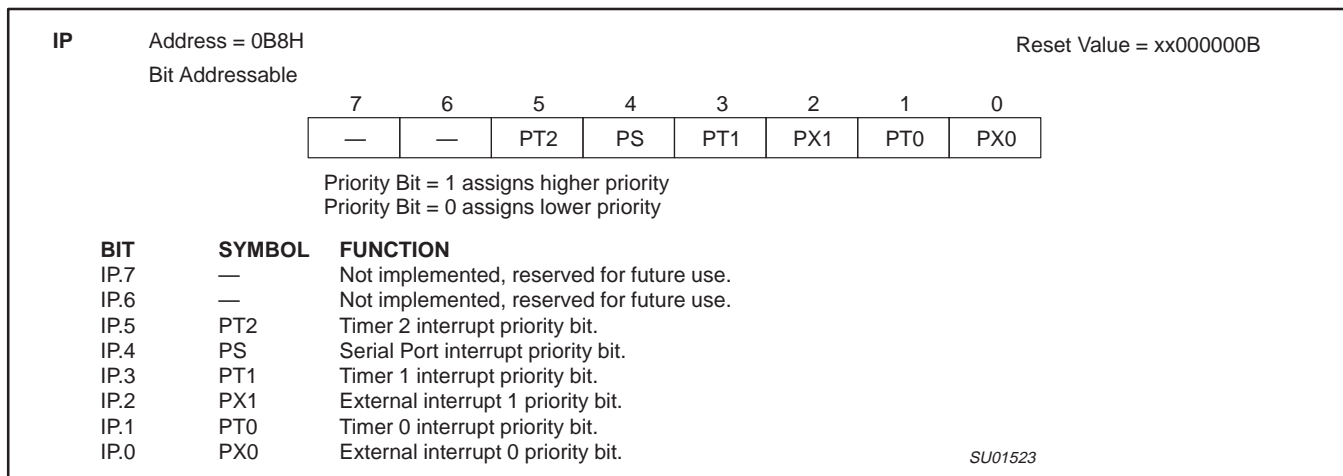 IP Address = 0B8H Reset Value = xx000000B
Bit Addressable
7 6 5 4 3 2 1 0
— — PT2 PS PT1 PX1 PT0 PX0
Priority Bit = 1 assigns higher priority
Priority Bit = 0 assigns lower priority
BIT SYMBOL FUNCTION
IP.7 — Not implemented, reserved for future use.
IP.6 — Not implemented, reserved for future use.
IP.5 PT2 Timer 2 interrupt priority bit.
IP.4 PS Serial Port interrupt priority bit.
IP.3 PT1 Timer 1 interrupt priority bit.
IP.2 PX1 External interrupt 1 priority bit.
IP.1 PT0 Timer 0 interrupt priority bit.
IP.0 PX0 External interrupt 0 priority bit.
SU01523